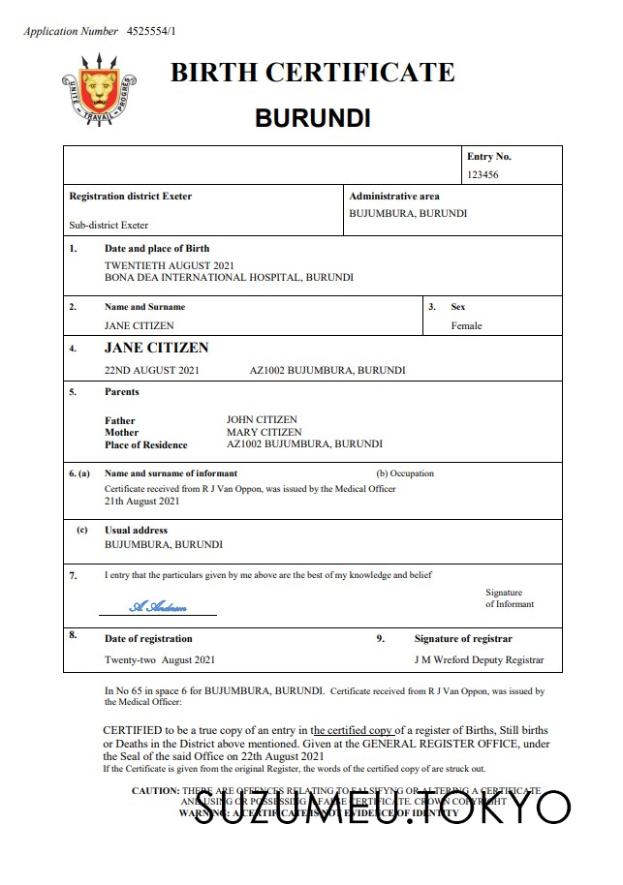 Application Number 4525554/1
BIRTH CERTIFICATE
BURUNDI
UNITE TRAVAIL PROGRES
Entry No.
123456
Registration district Exeter
Sub-district Exeter
Administrative area
BUJUMBURA, BURUNDI
1. Date and place of Birth
TWENTIETH AUGUST 2021
BONA DEA INTERNATIONAL HOSPITAL, BURUNDI
2. Name and Surname
JANE CITIZEN
3. Sex
Female
4. JANE CITIZEN
22ND AUGUST 2021 AZ1002 BUJUMBURA, BURUNDI
5. Parents
Father JOHN CITIZEN
Mother MARY CITIZEN
Place of Residence AZ1002 BUJUMBURA, BURUNDI
6. (a) Name and surname of informant (b) Occupation
Certificate received from R J Van Oppon, was issued by the Medical Officer
21th August 2021
(c) Usual address
BUJUMBURA, BURUNDI
7. I entry that the particulars given by me above are the best of my knowledge and belief
A. Anderson
Signature
of Informant
8. Date of registration 9. Signature of registrar
Twenty-two August 2021 J M Wreford Deputy Registrar
In No 65 in space 6 for BUJUMBURA, BURUNDI. Certificate received from R J Van Oppon, was issued by
the Medical Officer:
CERTIFIED to be a true copy of an entry in the certified copy of a register of Births, Still births
or Deaths in the District above mentioned. Given at the GENERAL REGISTER OFFICE, under
the Seal of the said Office on 22th August 2021
If the Certificate is given from the original Register, the words of the certified copy of are struck out.
CAUTION: THERE ARE OFFENCES RELATING TO FALSIFYNG OR ALTERING A CERTIFICATE
AND USING OR POSSESSING A FALSE CERTIFICATE. CROWN COPYRIGHT
WARNING: A CERTIFICATE IS NOT EVIDENCE OF IDENTITY
SUZUMEU.TOKYO